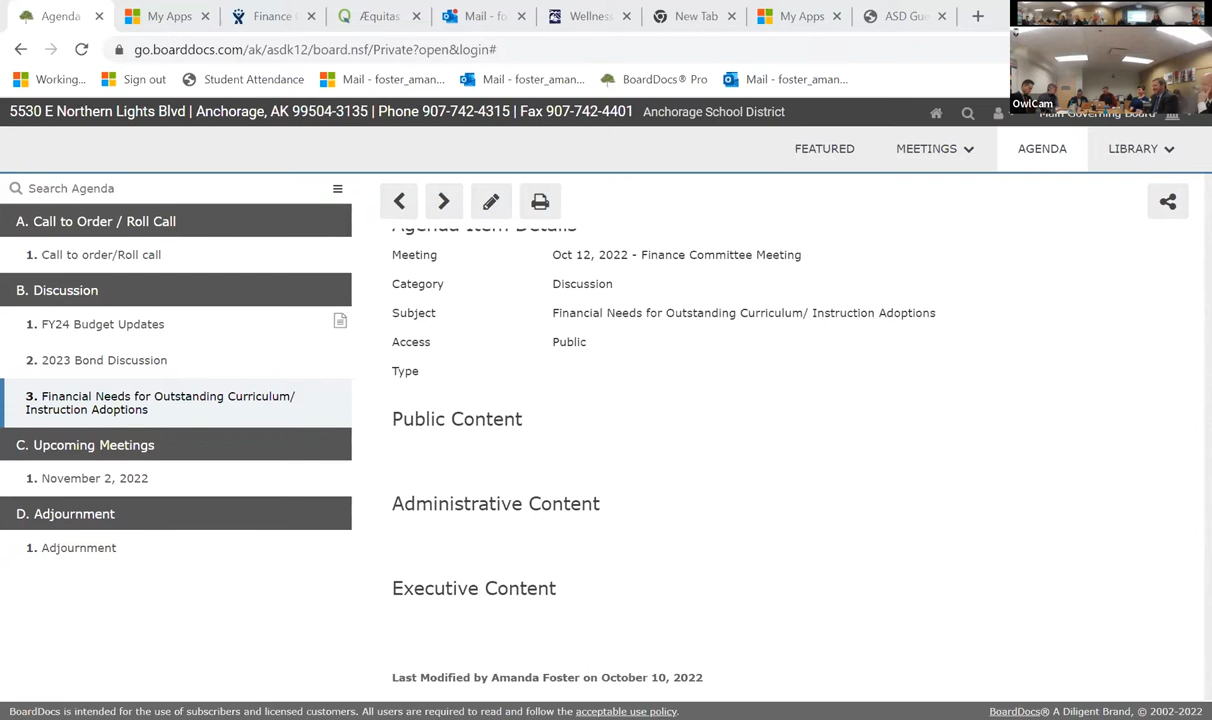 Agenda
My Apps
Finance
Æquitas
Mail - fo
Wellness
New Tab
My Apps
ASD Gue
go.boarddocs.com/ak/asdk12/board.nsf/Private?open&login#
Working...
Sign out
Student Attendance
Mail - foster_aman...
Mail - foster_aman...
BoardDocs® Pro
Mail - foster_aman...
OwlCam
5530 E Northern Lights Blvd | Anchorage, AK 99504-3135 | Phone 907-742-4315 | Fax 907-742-4401
Anchorage School District
Main Governing Board
FEATURED
MEETINGS
AGENDA
LIBRARY
Search Agenda
A. Call to Order / Roll Call
1. Call to order/Roll call
B. Discussion
1. FY24 Budget Updates
2. 2023 Bond Discussion
3. Financial Needs for Outstanding Curriculum/
Instruction Adoptions
C. Upcoming Meetings
1. November 2, 2022
D. Adjournment
1. Adjournment
Agenda Item Details
Meeting Oct 12, 2022 - Finance Committee Meeting
Category Discussion
Subject Financial Needs for Outstanding Curriculum/ Instruction Adoptions
Access Public
Type
Public Content
Administrative Content
Executive Content
Last Modified by Amanda Foster on October 10, 2022
BoardDocs is intended for the use of subscribers and licensed customers. All users are required to read and follow the acceptable use policy.
BoardDocs® A Diligent Brand, © 2002-2022